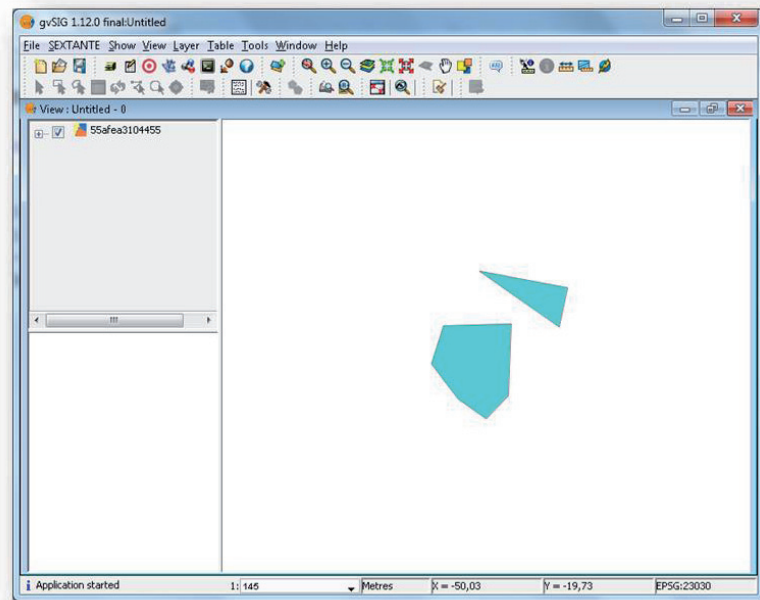 gvSIG 1.12.0 final:Untitled
File SEXTANTE Show View Layer Table Tools Window Help
View : Untitled - 0
55afea3104455
Application started 1: 145 Metres X = -50,03 Y = -19,73 EPSG:23030